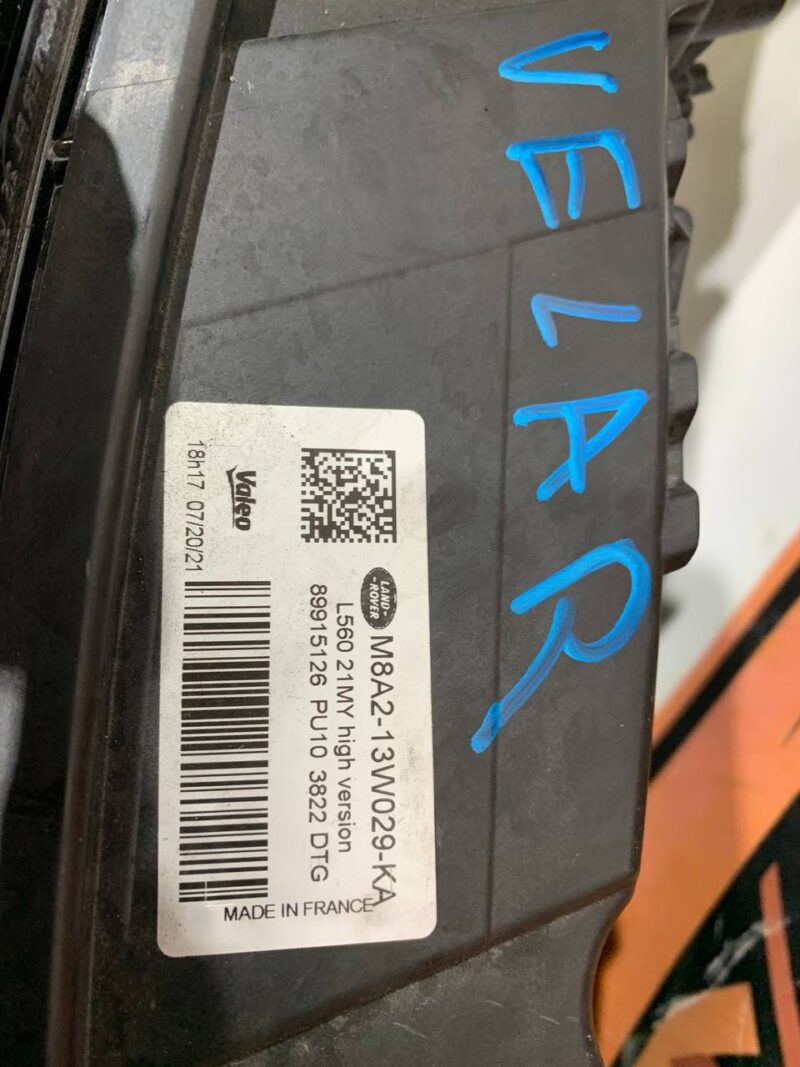 VELAR
LAND-
ROVER
M8A2-13W029-KA
L560 21MY high version
89915126 PU10 3822 DTG
Valeo
18h17 07/20/21
MADE IN FRANCE